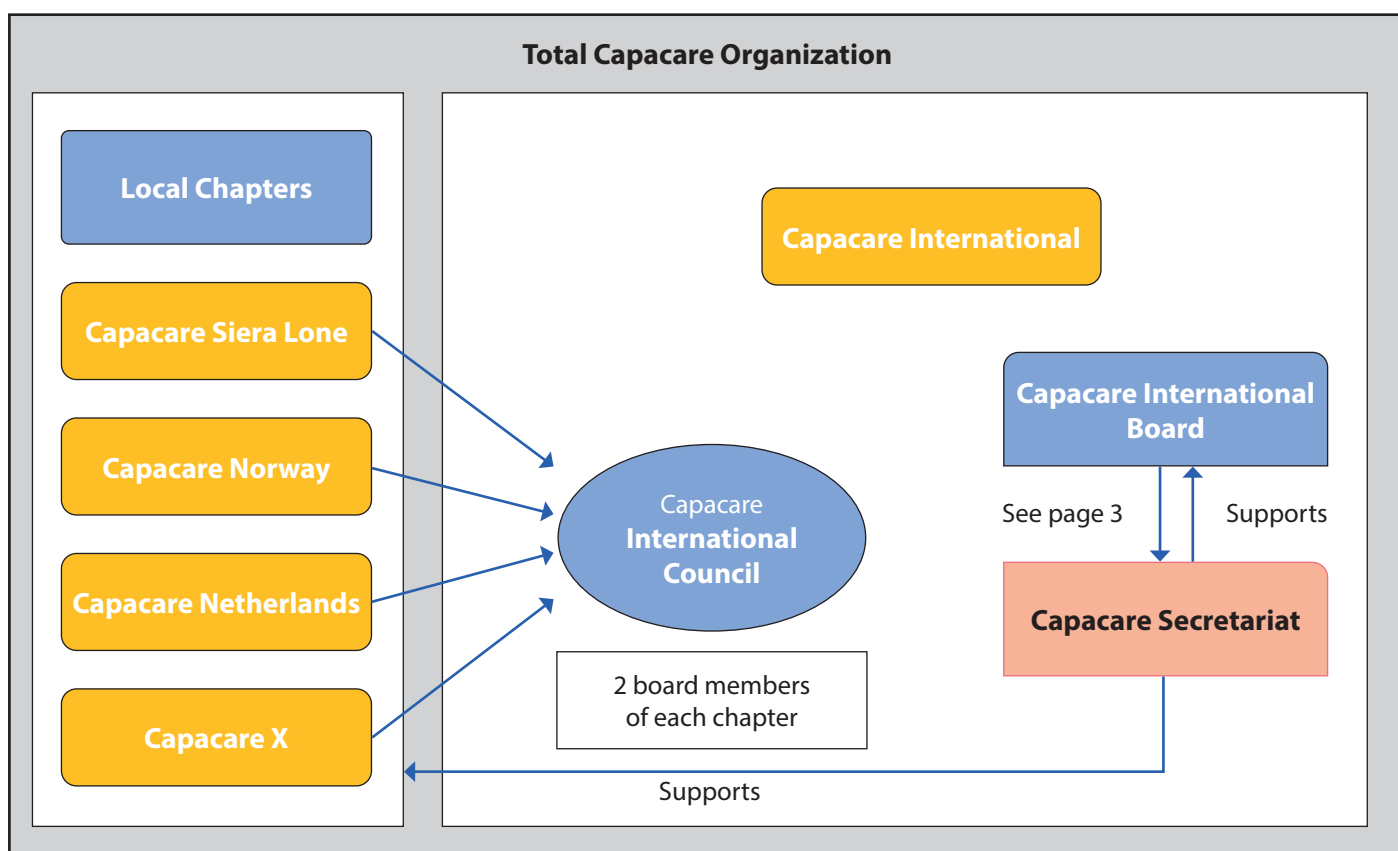 Total Capacare Organization
Local Chapters
Capacare Siera Lone
Capacare Norway
Capacare Netherlands
Capacare X
Capacare International
Capacare
International
Council
2 board members
of each chapter
Capacare International
Board
See page 3
Supports
Capacare Secretariat
Supports